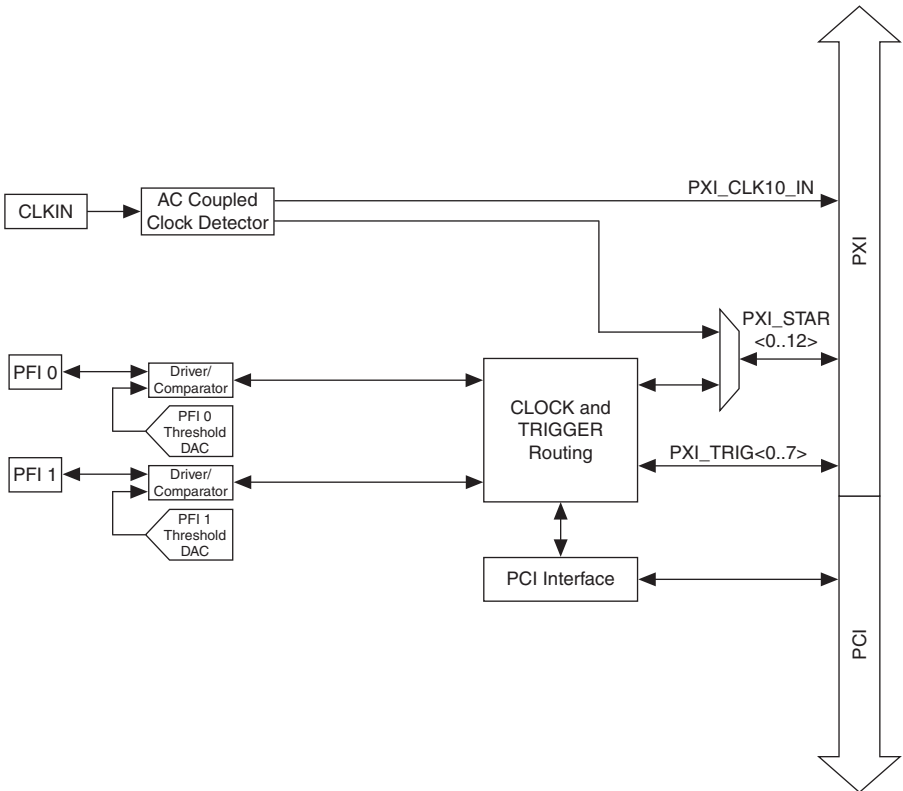 PXI_CLK10_IN
CLKIN
AC Coupled
Clock Detector
PXI
PXI_STAR
<0..12>
PFI 0
Driver/
Comparator
PFI 0
Threshold
DAC
CLOCK and
TRIGGER
Routing
PXI_TRIG<0..7>
PFI 1
Driver/
Comparator
PFI 1
Threshold
DAC
PCI Interface
PCI